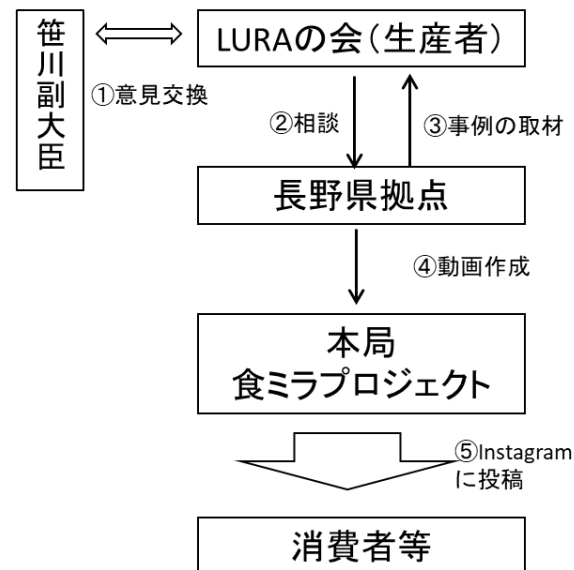 笹川副大臣
LURAの会（生産者）
①意見交換
②相談
③事例の取材
長野県拠点
④動画作成
本局
食ミラプロジェクト
⑤Instagram
に投稿
消費者等